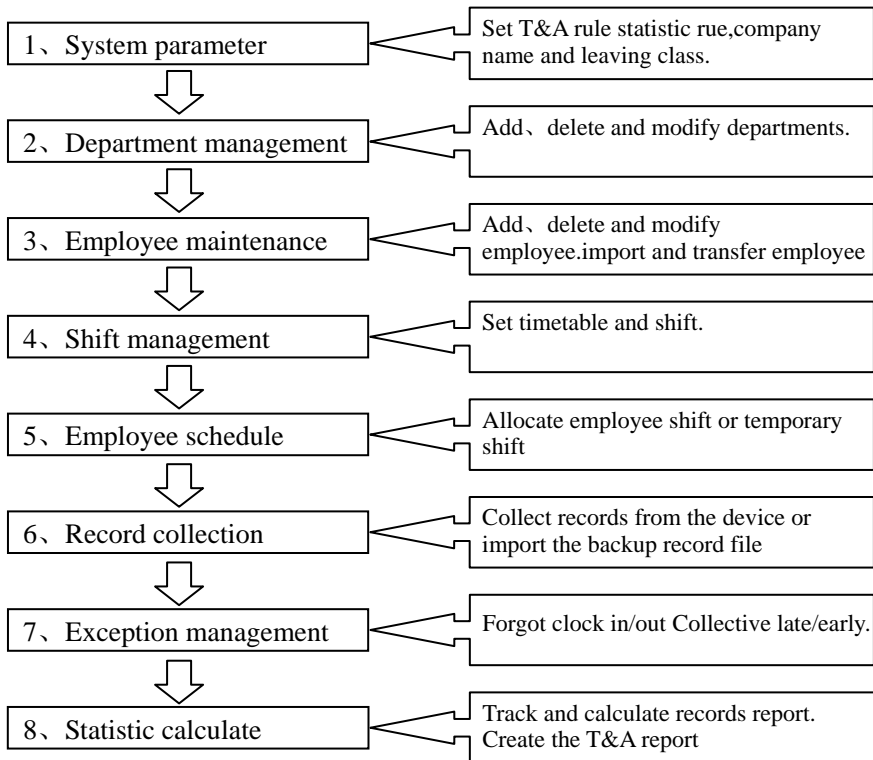 1、System parameter
Set T&A rule statistic rue,company
name and leaving class.
2、Department management
Add、delete and modify departments.
3、Employee maintenance
Add、delete and modify
employee.import and transfer employee
4、Shift management
Set timetable and shift.
5、Employee schedule
Allocate employee shift or temporary
shift
6、Record collection
Collect records from the device or
import the backup record file
7、Exception management
Forgot clock in/out Collective late/early.
8、Statistic calculate
Track and calculate records report.
Create the T&A report